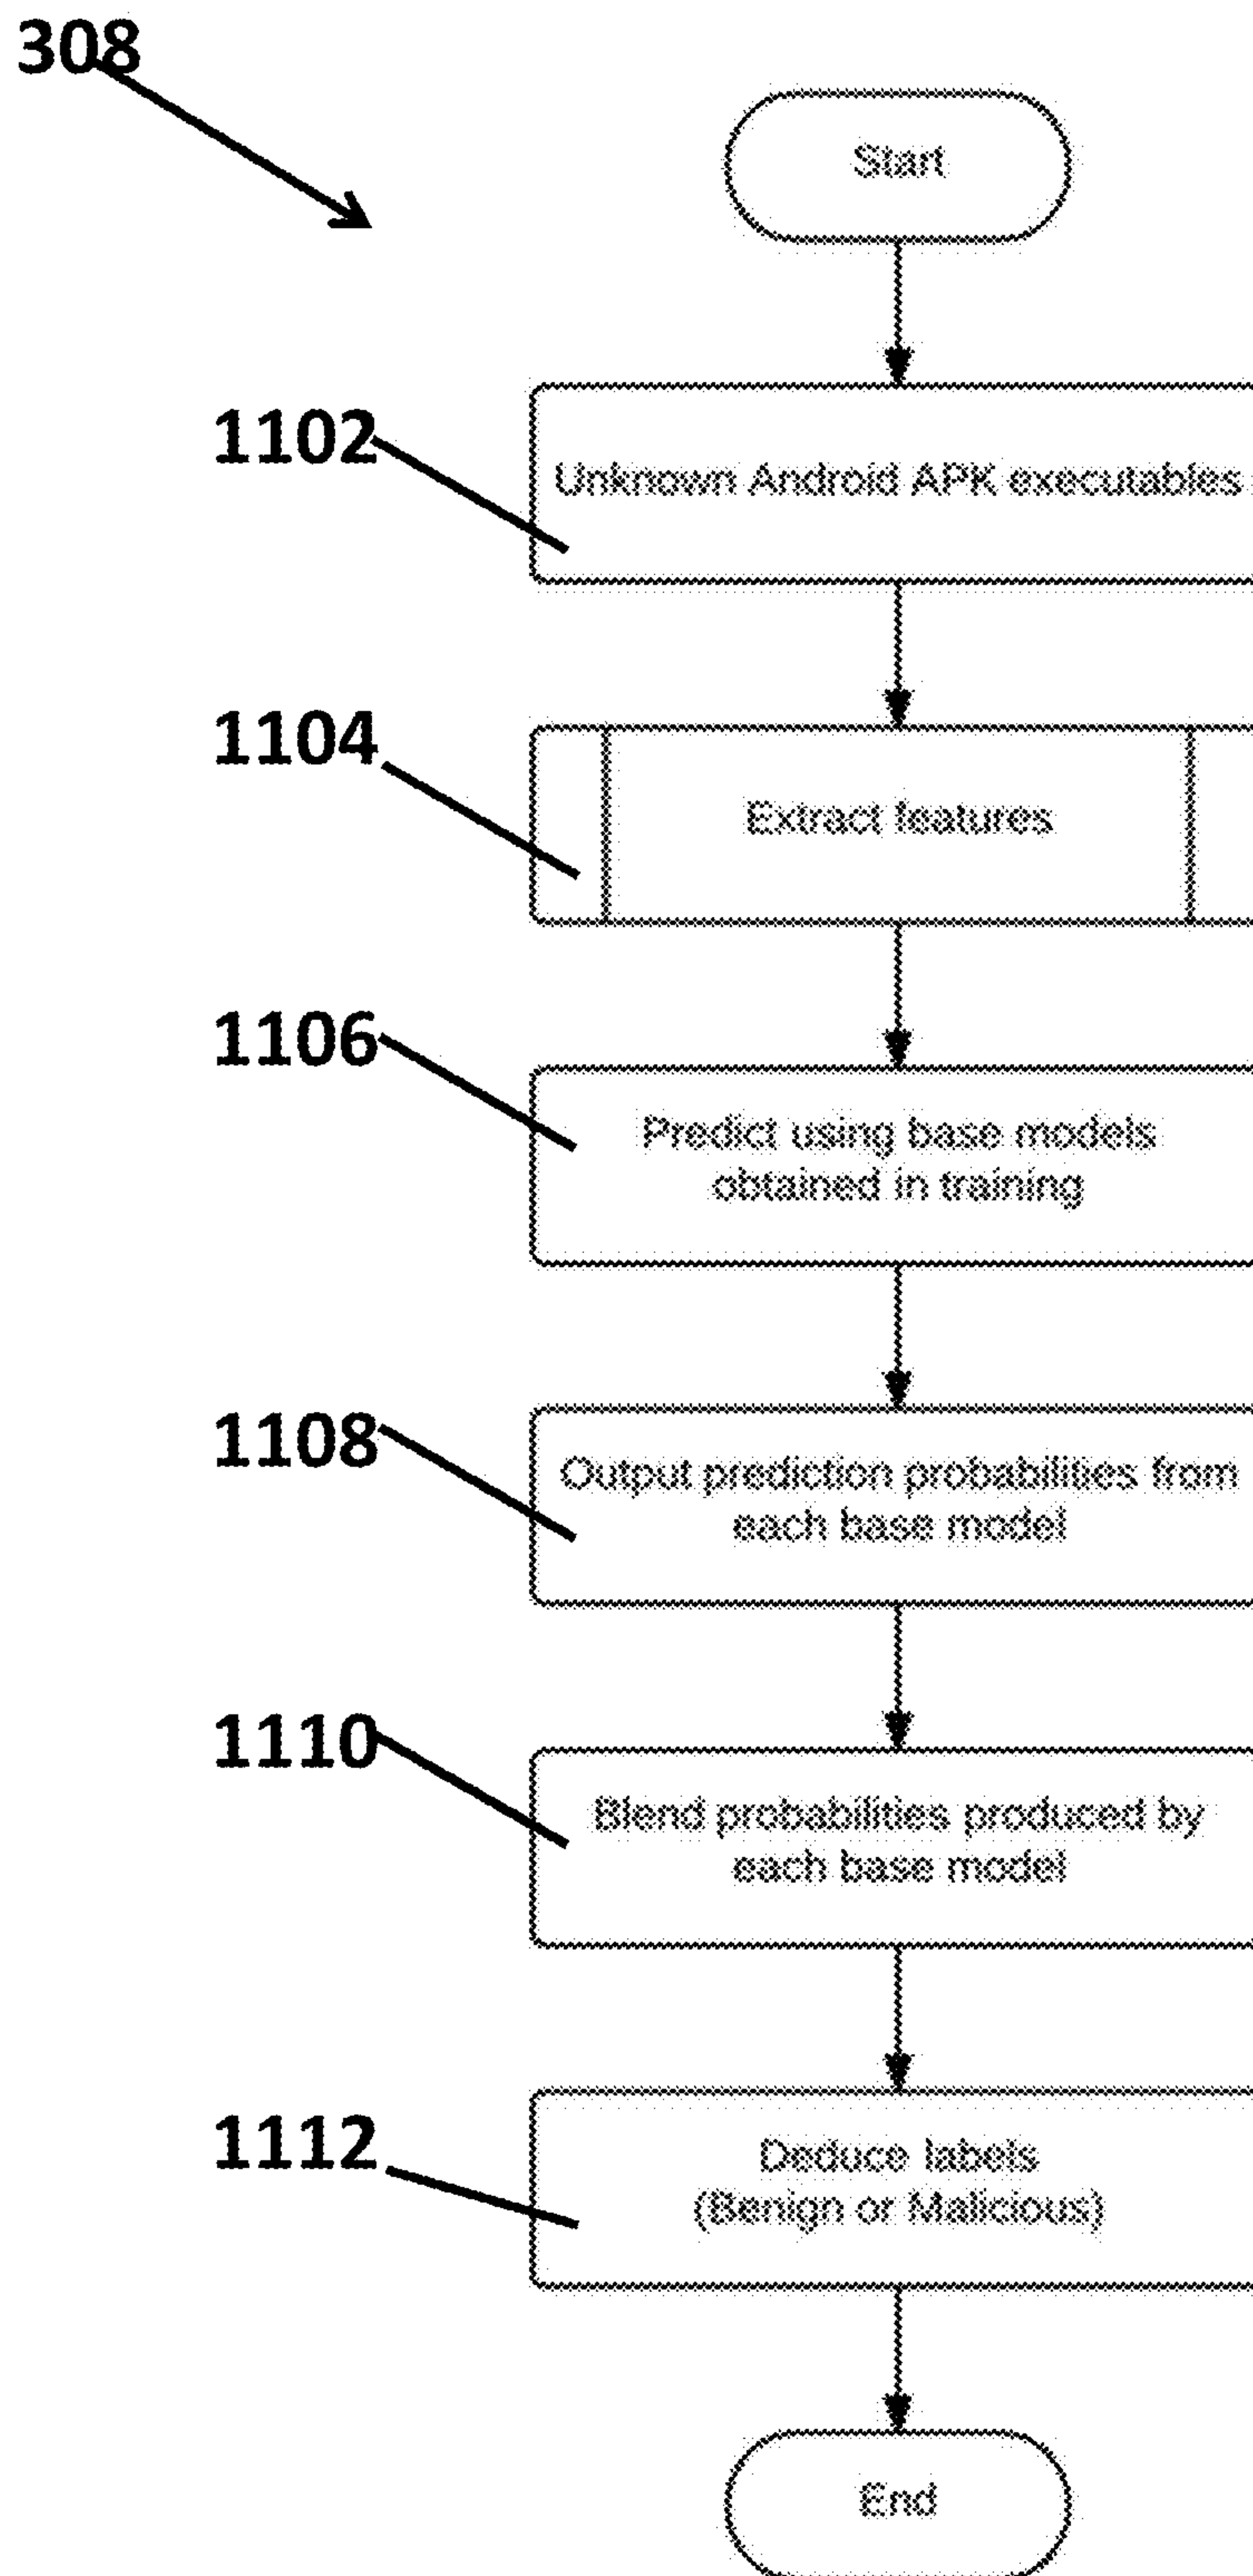 308
Start
1102
Unknown Android APK executables
1104
Extract features
1106
Predict using base models
obtained in training
1108
Output prediction probabilities from
each base model
1110
Blend probabilities produced by
each base model
1112
Deduce labels
(Benign or Malicious)
End